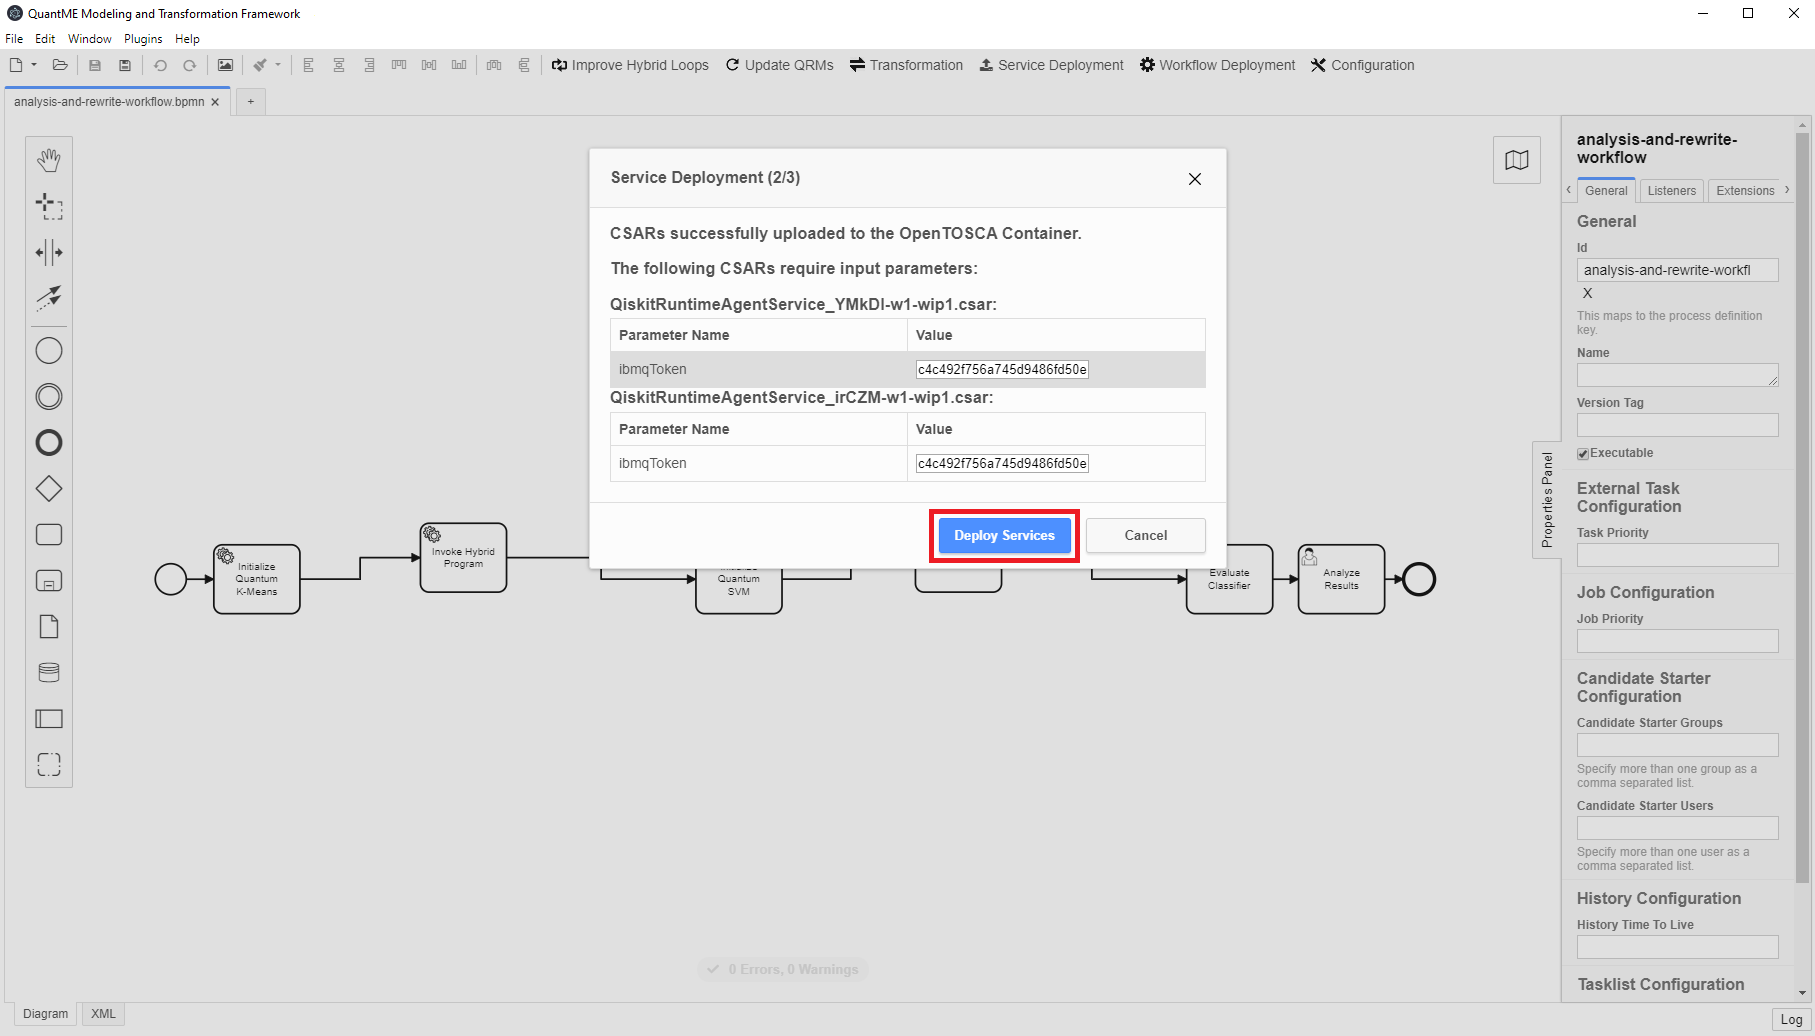 QuantME Modeling and Transformation Framework
File Edit Window Plugins Help
Improve Hybrid Loops Update QRMs Transformation Service Deployment Workflow Deployment Configuration
analysis-and-rewrite-workflow.bpmn × +
Service Deployment (2/3)
CSARs successfully uploaded to the OpenTOSCA Container.
The following CSARs require input parameters:
QiskitRuntimeAgentService_YMkDI-w1-wip1.csar:
Parameter Name Value
ibmqToken c4c492f756a745d9486fd50e
QiskitRuntimeAgentService_irCZM-w1-wip1.csar:
Parameter Name Value
ibmqToken c4c492f756a745d9486fd50e
Deploy Services Cancel
Initialize
Quantum
K-Means
Invoke Hybrid
Program
Quantum
SVM
Evaluate
Classifier
Analyze
Results
Properties Panel
analysis-and-rewrite-
workflow
General Listeners Extensions
General
Id
analysis-and-rewrite-workfl
X
This maps to the process definition
key.
Name
Version Tag
Executable
External Task
Configuration
Task Priority
Job Configuration
Job Priority
Candidate Starter
Configuration
Candidate Starter Groups
Specify more than one group as a
comma separated list.
Candidate Starter Users
Specify more than one user as a
comma separated list.
History Configuration
History Time To Live
Tasklist Configuration
0 Errors, 0 Warnings
Diagram XML
Log